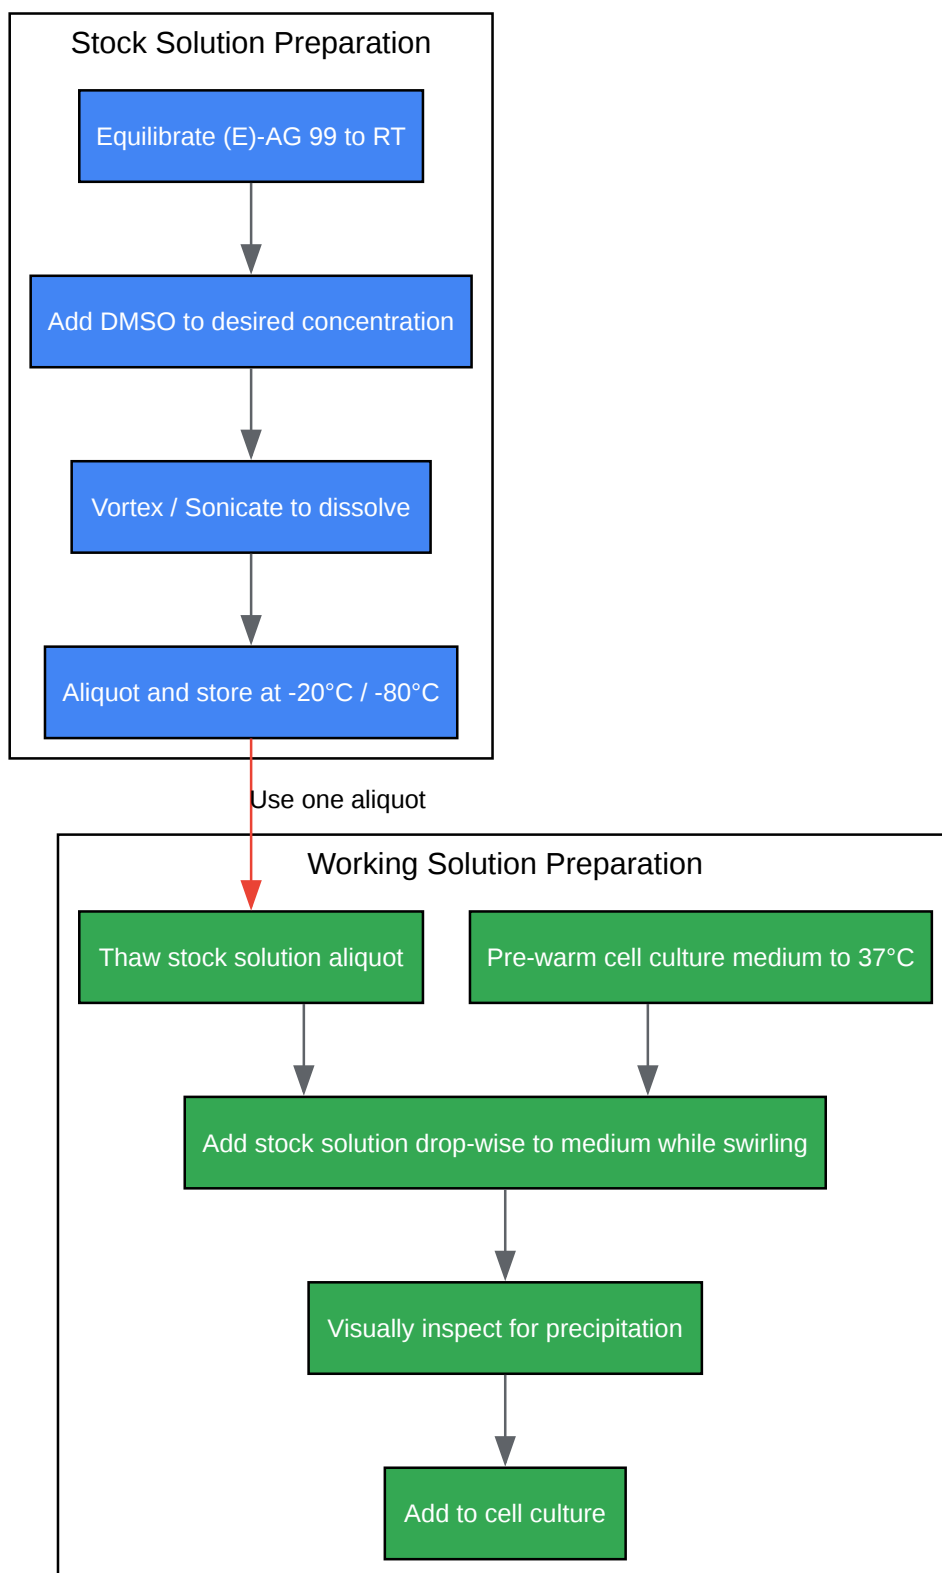 Stock Solution Preparation
Equilibrate (E)-AG 99 to RT
Add DMSO to desired concentration
Vortex / Sonicate to dissolve
Aliquot and store at -20°C / -80°C
Use one aliquot
Working Solution Preparation
Thaw stock solution aliquot
Pre-warm cell culture medium to 37°C
Add stock solution drop-wise to medium while swirling
Visually inspect for precipitation
Add to cell culture